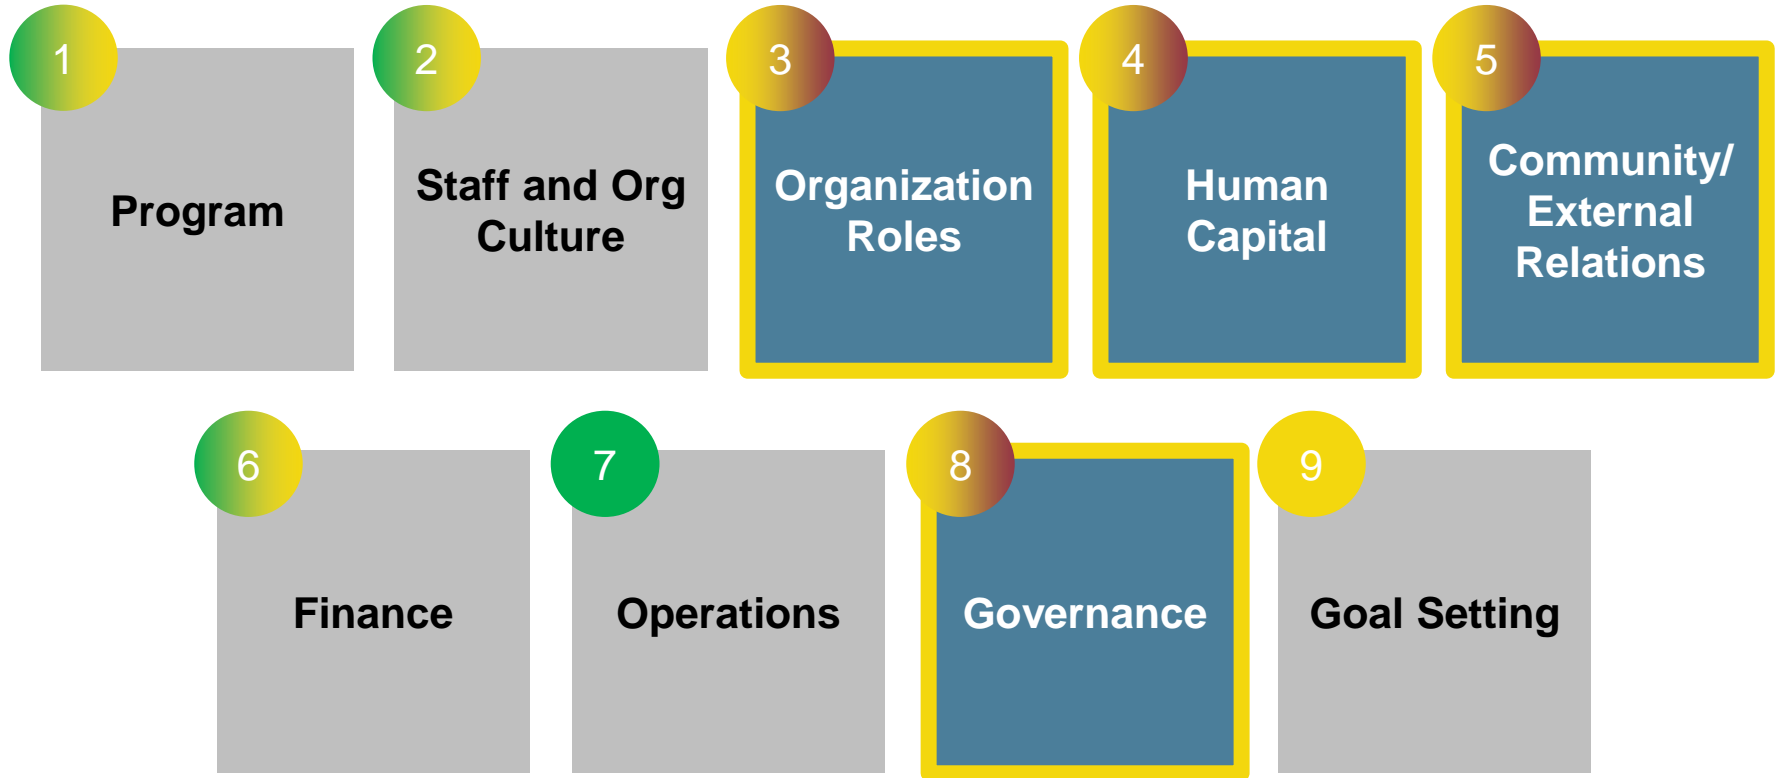 1
Program
2
Staff and Org
Culture
3
Organization
Roles
4
Human
Capital
5
Community/
External
Relations
6
Finance
7
Operations
8
Governance
9
Goal Setting